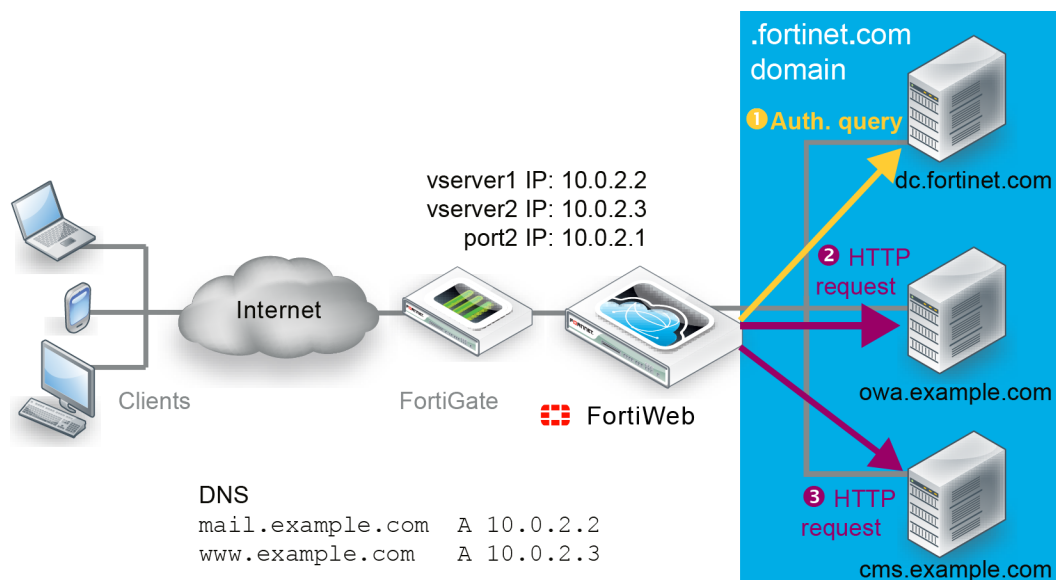 .fortinet.com
domain
1 Auth. query
dc.fortinet.com
vserver1 IP: 10.0.2.2
vserver2 IP: 10.0.2.3
port2 IP: 10.0.2.1
2 HTTP
request
Internet
owa.example.com
Clients
FortiGate
FortiWeb
3 HTTP
request
cms.example.com
DNS
mail.example.com A 10.0.2.2
www.example.com A 10.0.2.3